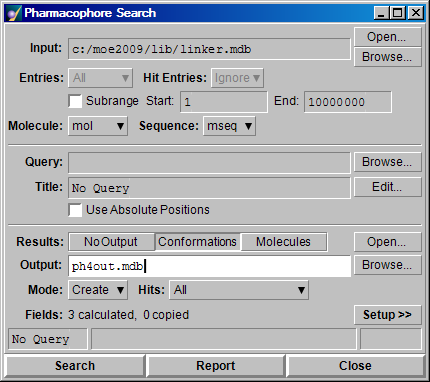 Pharmacophore Search
Input: c:/moe2009/lib/linker.mdb Open...
Browse...
Entries: All Hit Entries: Ignore
Subrange Start: 1 End: 10000000
Molecule: mol Sequence: mseq
Query: Browse...
Title: No Query Edit...
Use Absolute Positions
Results: No Output Conformations Molecules Open...
Output: ph4out.mdb Browse...
Mode: Create Hits: All
Fields: 3 calculated, 0 copied Setup >>
No Query
Search Report Close